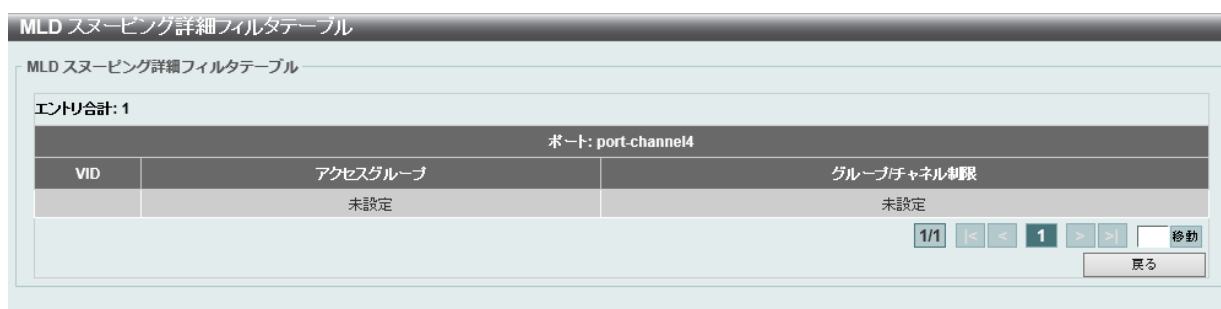 MLD スヌーピング詳細フィルタテーブル
MLD スヌーピング詳細フィルタテーブル
エントリ合計: 1
ポート: port-channel4
VID アクセスグループ グループ/チャネル制限
未設定 未設定
1/1 |< < 1 > >| 移動
戻る